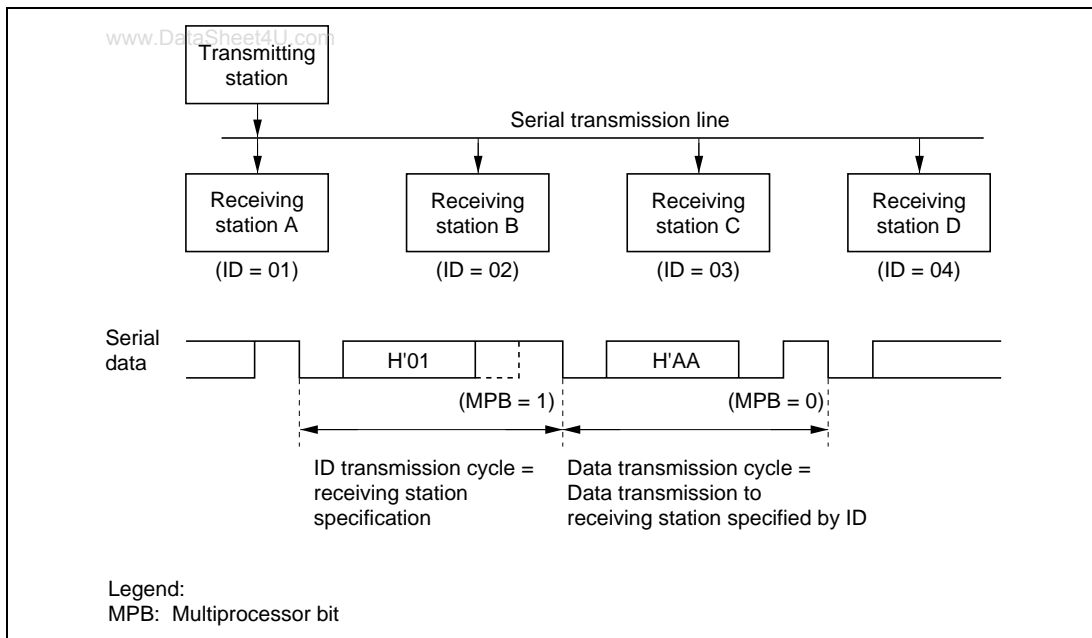 www.DataSheet4U.com
Transmitting
station
Serial transmission line
Receiving
station A
Receiving
station B
Receiving
station C
Receiving
station D
(ID = 01)
(ID = 02)
(ID = 03)
(ID = 04)
Serial
data
H'01
H'AA
(MPB = 1)
(MPB = 0)
ID transmission cycle =
receiving station
specification
Data transmission cycle =
Data transmission to
receiving station specified by ID
Legend:
MPB: Multiprocessor bit